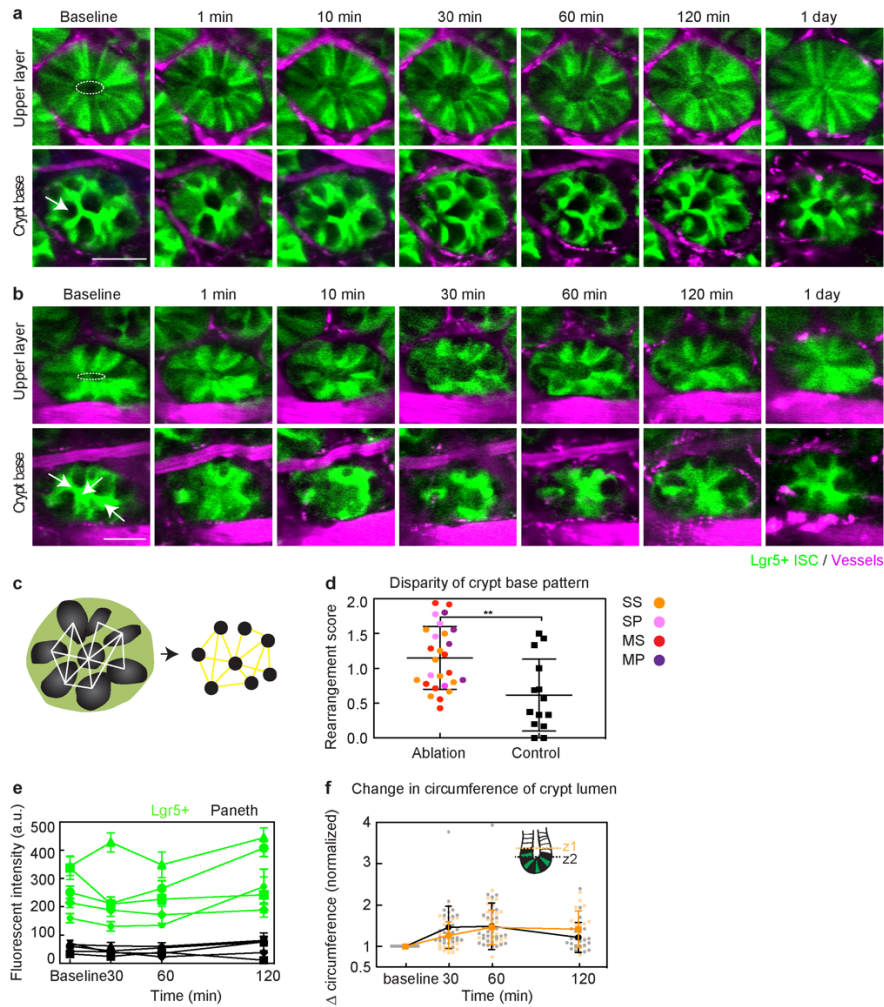 a
Baseline 1 min 10 min 30 min 60 min 120 min 1 day
Upper layer
Crypt base
b
Baseline 1 min 10 min 30 min 60 min 120 min 1 day
Upper layer
Crypt base
Lgr5+ ISC / Vessels
c
d Disparity of crypt base pattern
Rearrangement score
2.0
1.5
1.0
0.5
0.0
**
Ablation Control
SS
SP
MS
MP
e
Lgr5+ Paneth
Fluorescent intensity (a.u.)
500
400
300
200
100
0
Baseline 30 60 120
Time (min)
f Change in circumference of crypt lumen
Δ circumference (normalized)
4
2
1
0.5
z1
z2
baseline 30 60 120
Time (min)